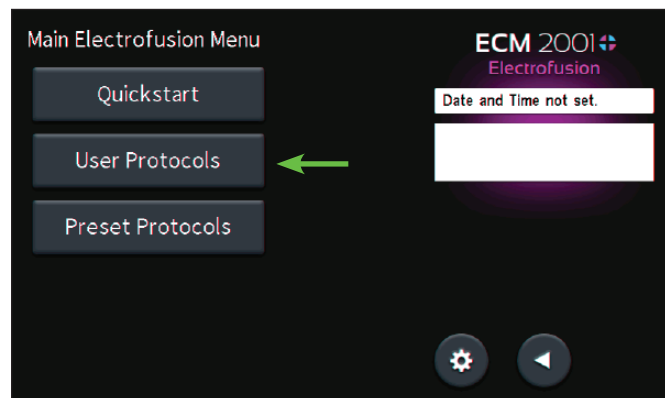 Main Electrofusion Menu
Quickstart
User Protocols
Preset Protocols
ECM 2001
Electrofusion
Date and Time not set.